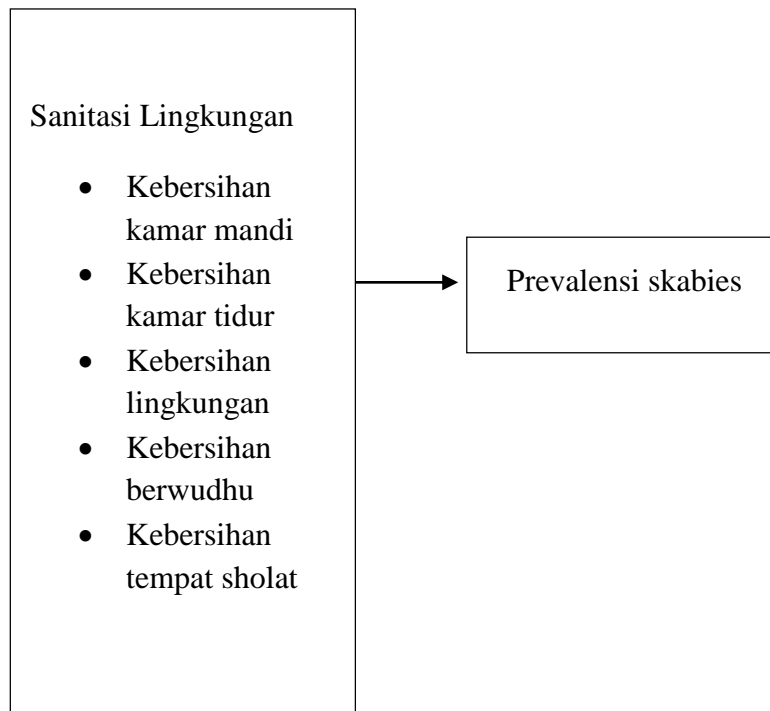 Sanitasi Lingkungan
• Kebersihan
kamar mandi
• Kebersihan
kamar tidur
• Kebersihan
lingkungan
• Kebersihan
berwudhu
• Kebersihan
tempat sholat
Prevalensi skabies